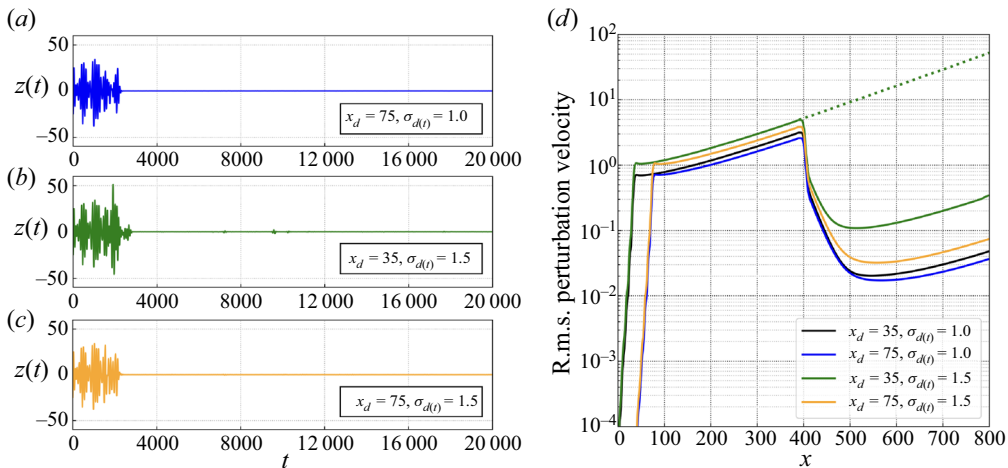 (a)
50
z(t) 0
−50
x_d = 75, σ_d(t) = 1.0
0 4000 8000 12 000 16 000 20 000
(b)
50
z(t) 0
−50
x_d = 35, σ_d(t) = 1.5
0 4000 8000 12 000 16 000 20 000
(c)
50
z(t) 0
−50
x_d = 75, σ_d(t) = 1.5
0 4000 8000 12 000 16 000 20 000
t
(d)
R.m.s. perturbation velocity
10^2
10^1
10^0
10^−1
10^−2
10^−3
10^−4
x_d = 35, σ_d(t) = 1.0
x_d = 75, σ_d(t) = 1.0
x_d = 35, σ_d(t) = 1.5
x_d = 75, σ_d(t) = 1.5
0 100 200 300 400 500 600 700 800
x